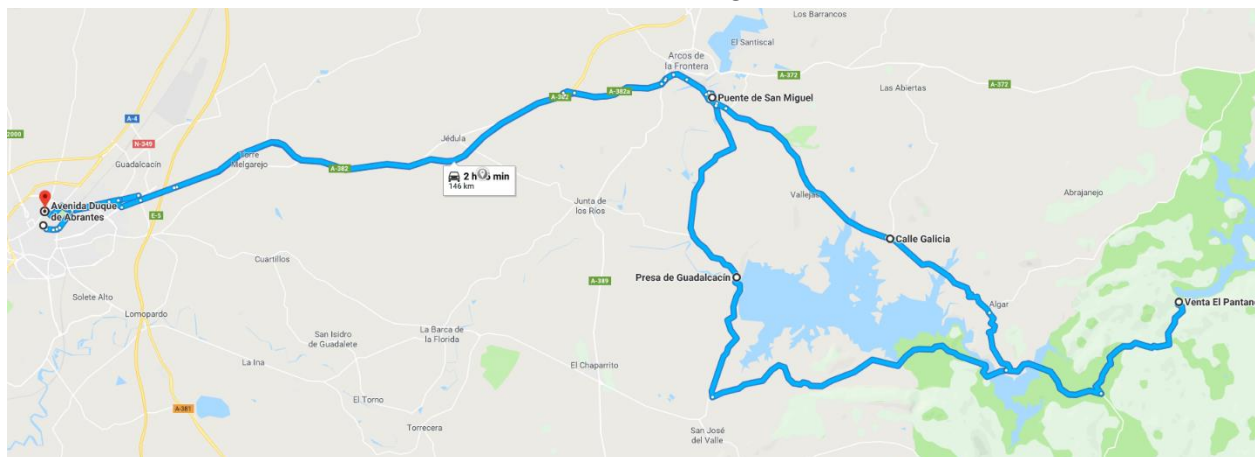 Los Barrancos
El Santiscal
Arcos de
la Frontera
A-372
A-372
Las Abiertas
A-382
A-382a
Puente de San Miguel
A-4
N-349
Guadalcacín
Jédula
Torre
Melgarejo
A-382
2 h
min
146 km
E-5
Avenida Duque
de Abrantes
Junta de
los Ríos
Vallejas
Abrajanejo
Calle Galicia
Cuartillos
Presa de Guadalcacín
A-389
Algar
Venta El Pantano
Solete Alto
Lomopardo
San Isidro
de Guadalete
La Barca de
la Florida
La Ina
El Chaparrito
El Torno
A-381
Torrecera
San José
del Valle